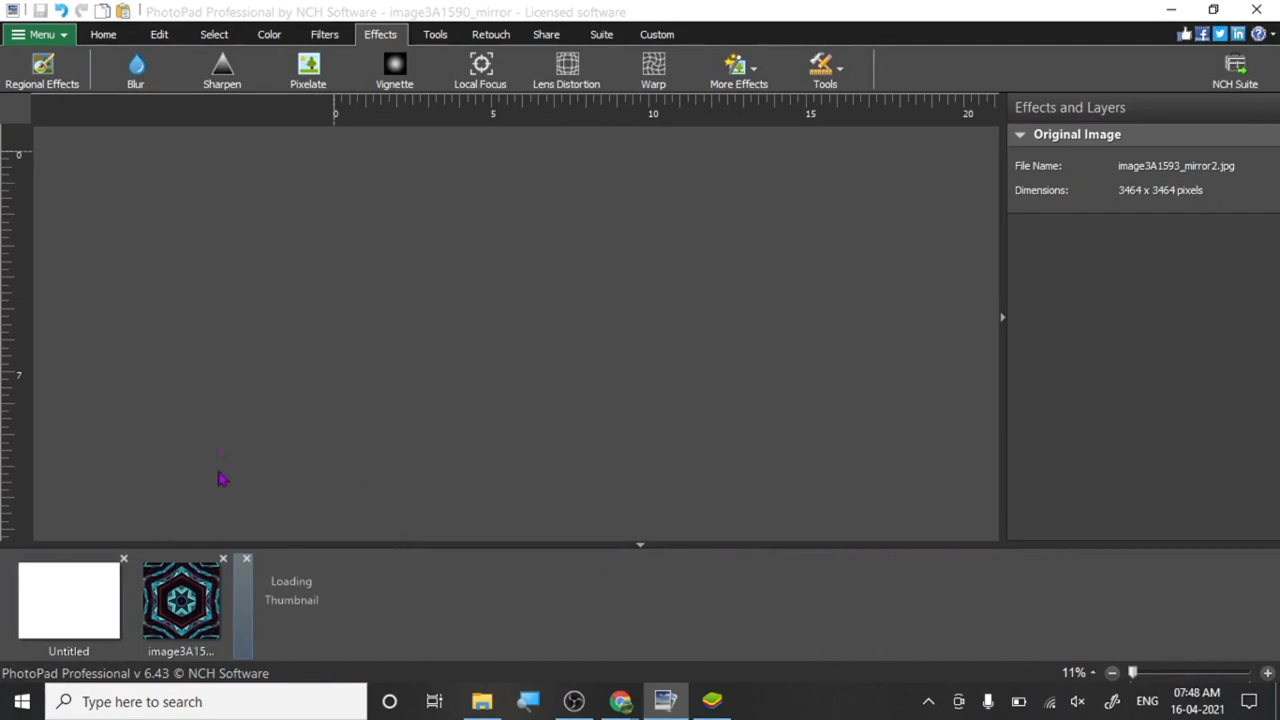 PhotoPad Professional by NCH Software - image3A1590_mirror - Licensed software
Menu Home Edit Select Color Filters Effects Tools Retouch Share Suite Custom
Regional Effects Blur Sharpen Pixelate Vignette Local Focus Lens Distortion Warp More Effects Tools NCH Suite
0 5 10 15 20
Effects and Layers
Original Image
0
File Name: image3A1593_mirror2.jpg
Dimensions: 3464 x 3464 pixels
7
Loading
Thumbnail
Untitled image3A15...
PhotoPad Professional v 6.43 © NCH Software 11%
Type here to search
ENG
07:48 AM
16-04-2021